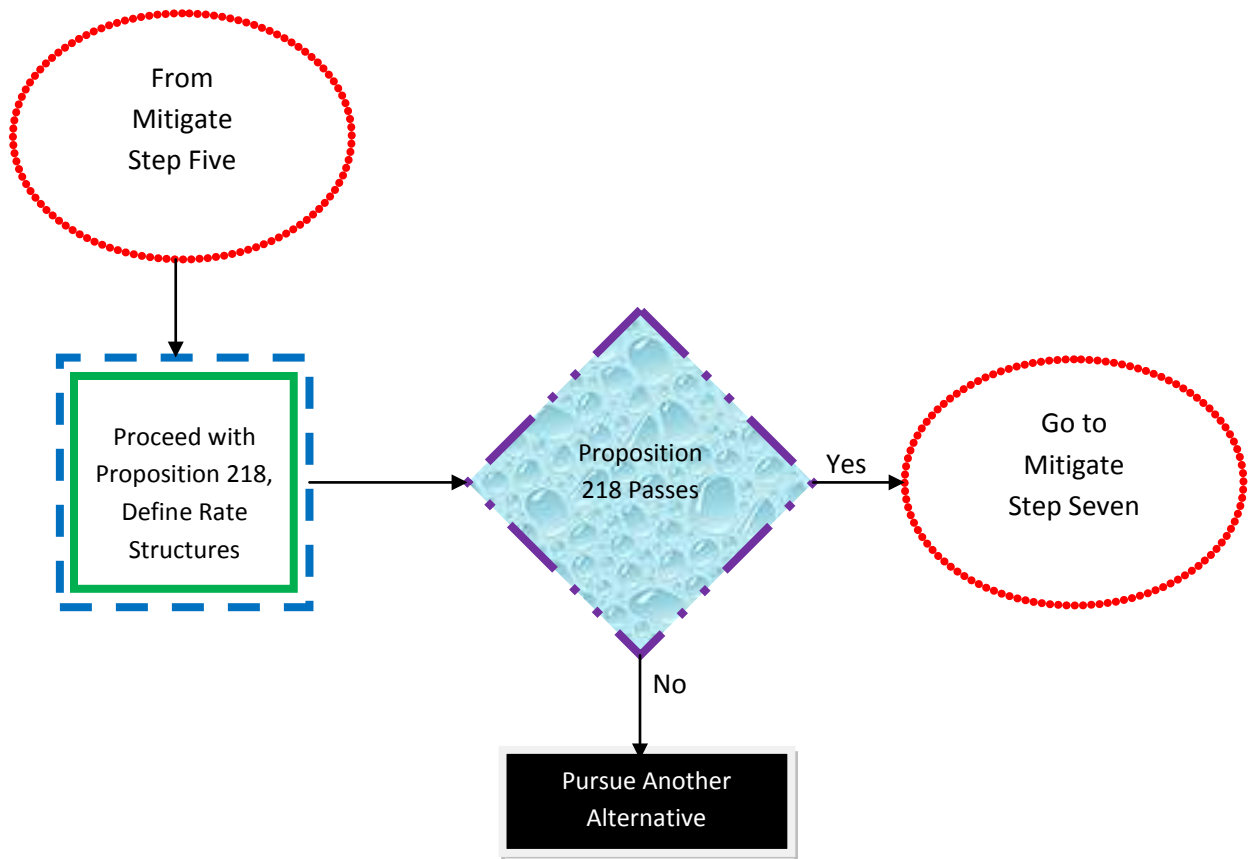 From
Mitigate
Step Five
Proceed with
Proposition 218,
Define Rate
Structures
Proposition
218 Passes
Yes
Go to
Mitigate
Step Seven
No
Pursue Another
Alternative